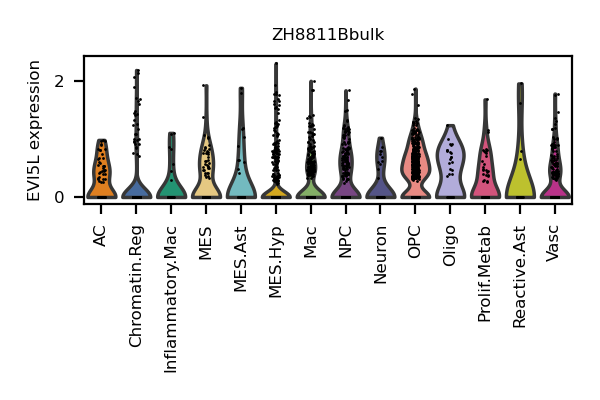 ZH8811Bbulk
EVI5L expression
2
0
AC
Chromatin.Reg
Inflammatory.Mac
MES
MES.Ast
MES.Hyp
Mac
NPC
Neuron
OPC
Oligo
Prolif.Metab
Reactive.Ast
Vasc